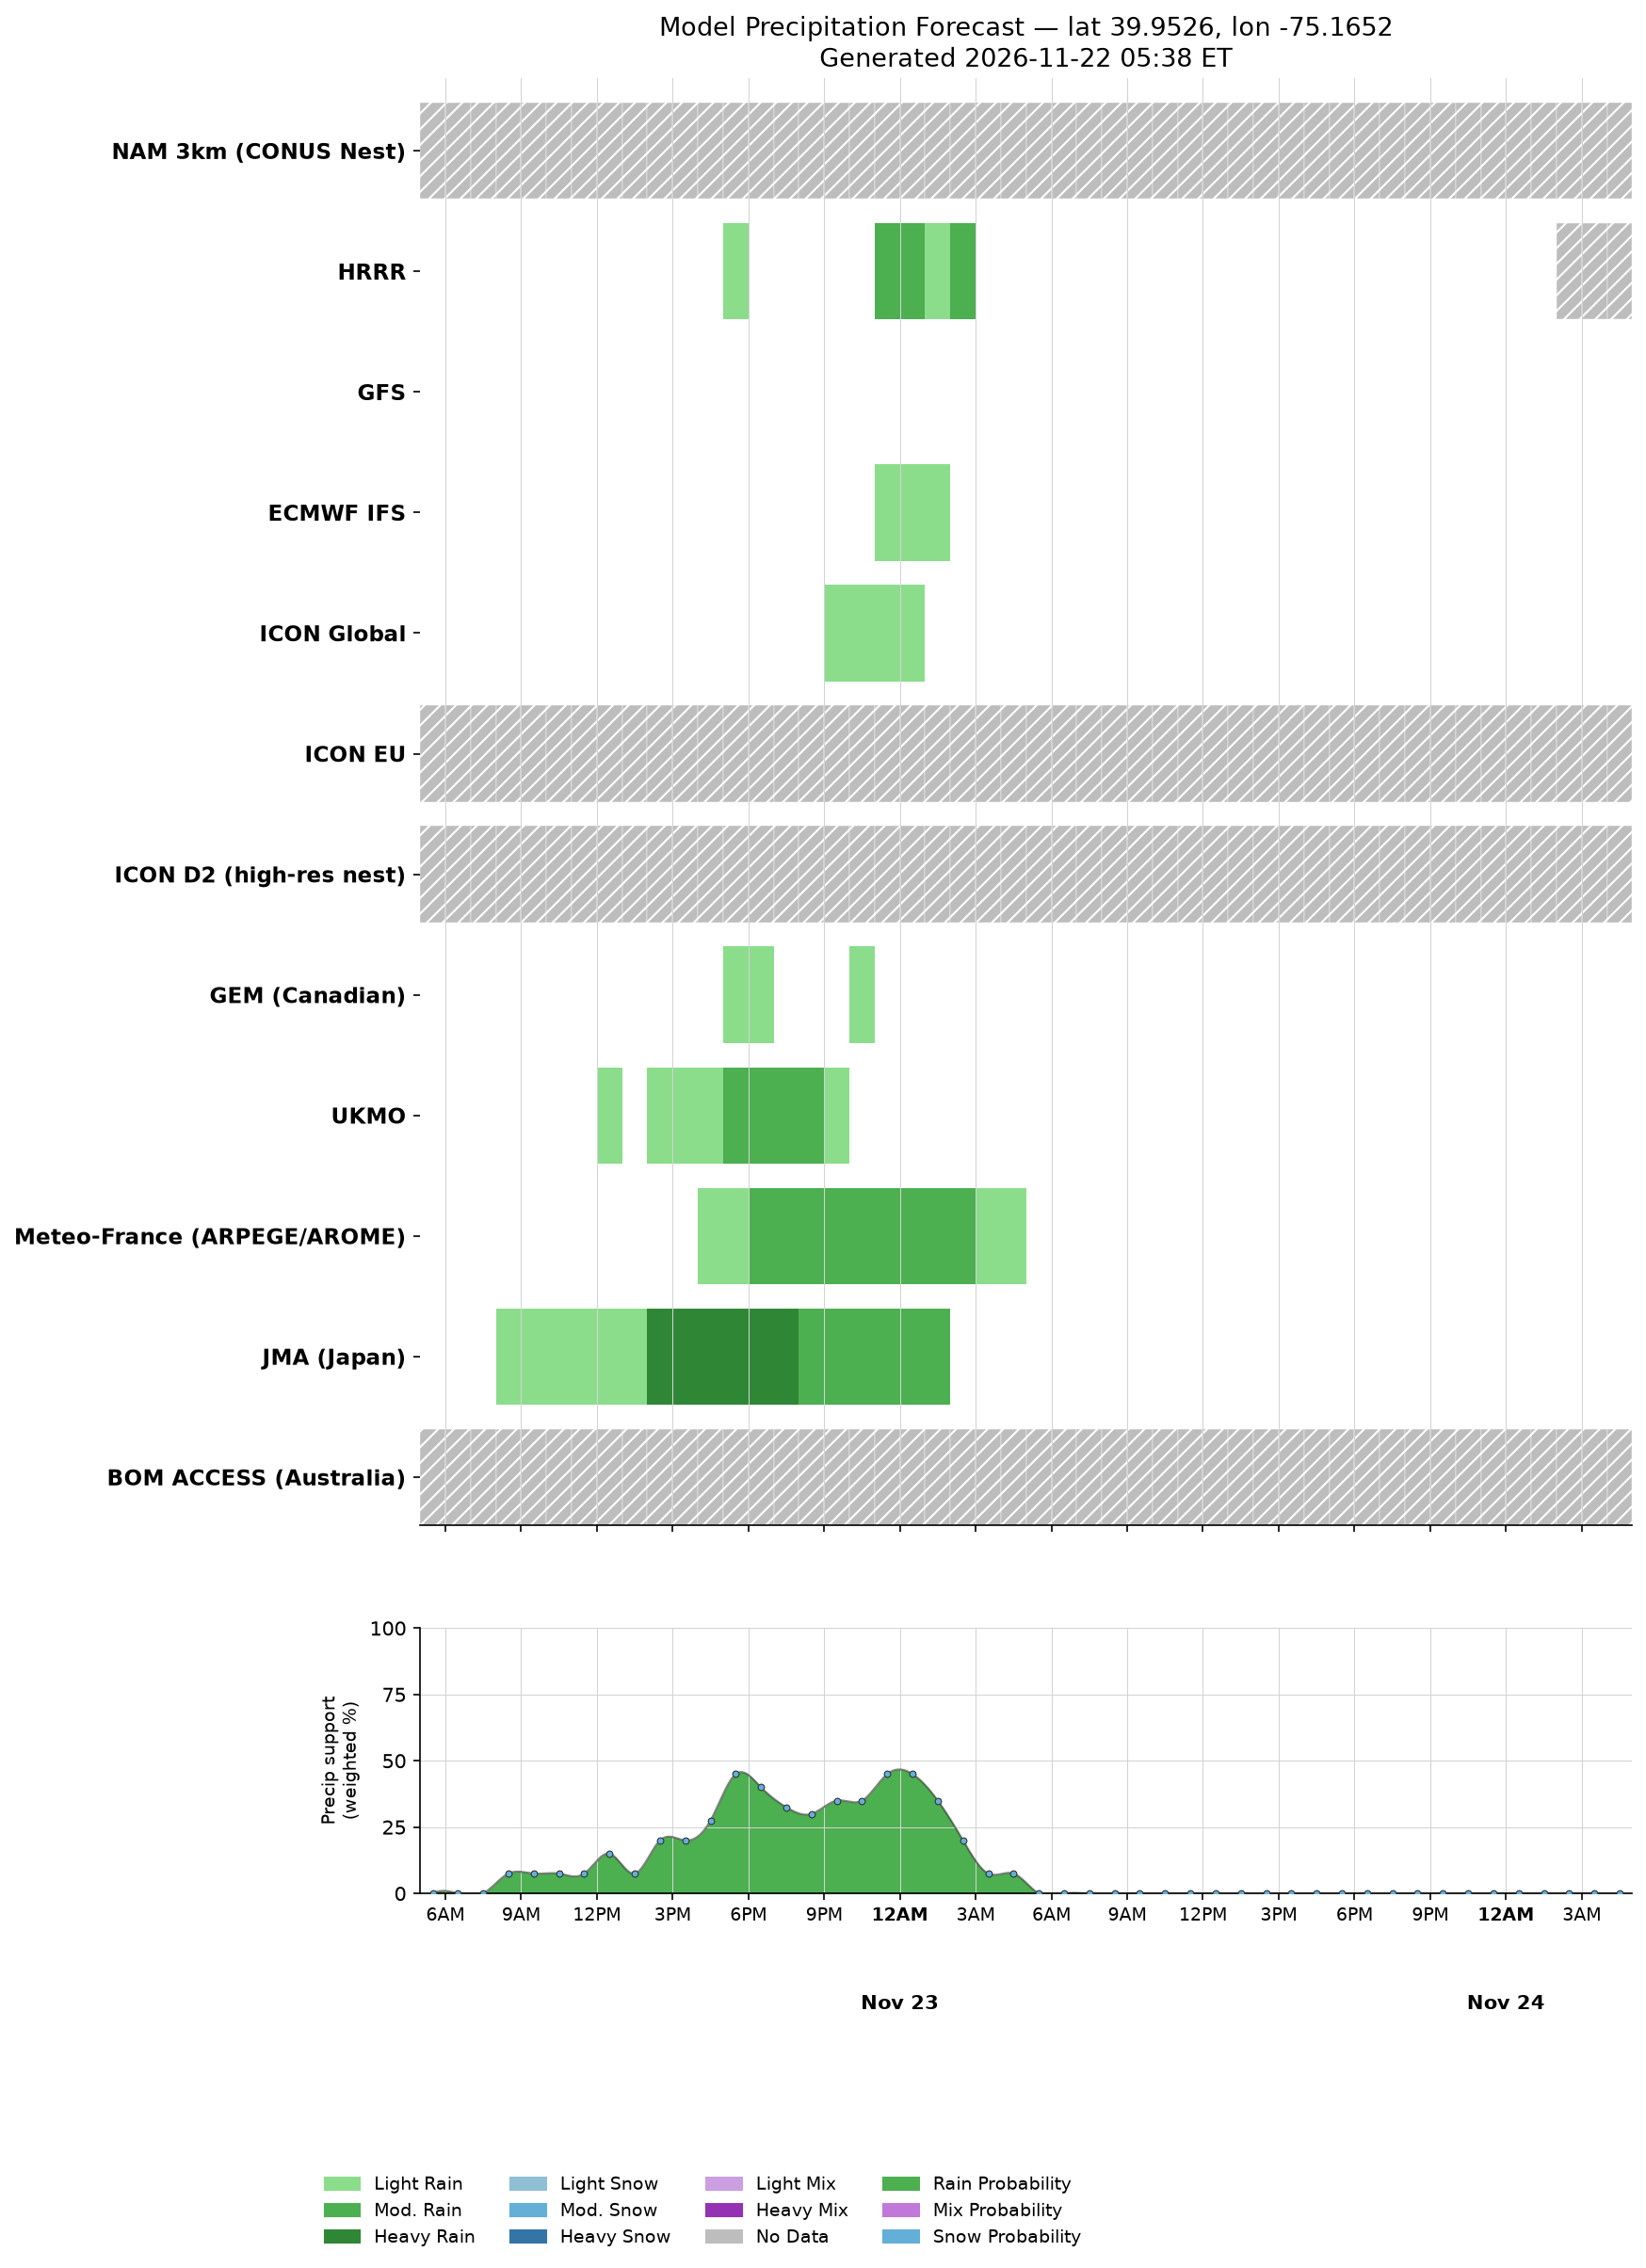 Model Precipitation Forecast — lat 39.9526, lon -75.1652
Generated 2026-11-22 05:38 ET
NAM 3km (CONUS Nest)
HRRR
GFS
ECMWF IFS
ICON Global
ICON EU
ICON D2 (high-res nest)
GEM (Canadian)
UKMO
Meteo-France (ARPEGE/AROME)
JMA (Japan)
BOM ACCESS (Australia)
Precip support
(weighted %)
100
75
50
25
0
6AM 9AM 12PM 3PM 6PM 9PM 12AM 3AM 6AM 9AM 12PM 3PM 6PM 9PM 12AM 3AM
Nov 23 Nov 24
Light Rain Light Snow Light Mix Rain Probability
Mod. Rain Mod. Snow Heavy Mix Mix Probability
Heavy Rain Heavy Snow No Data Snow Probability